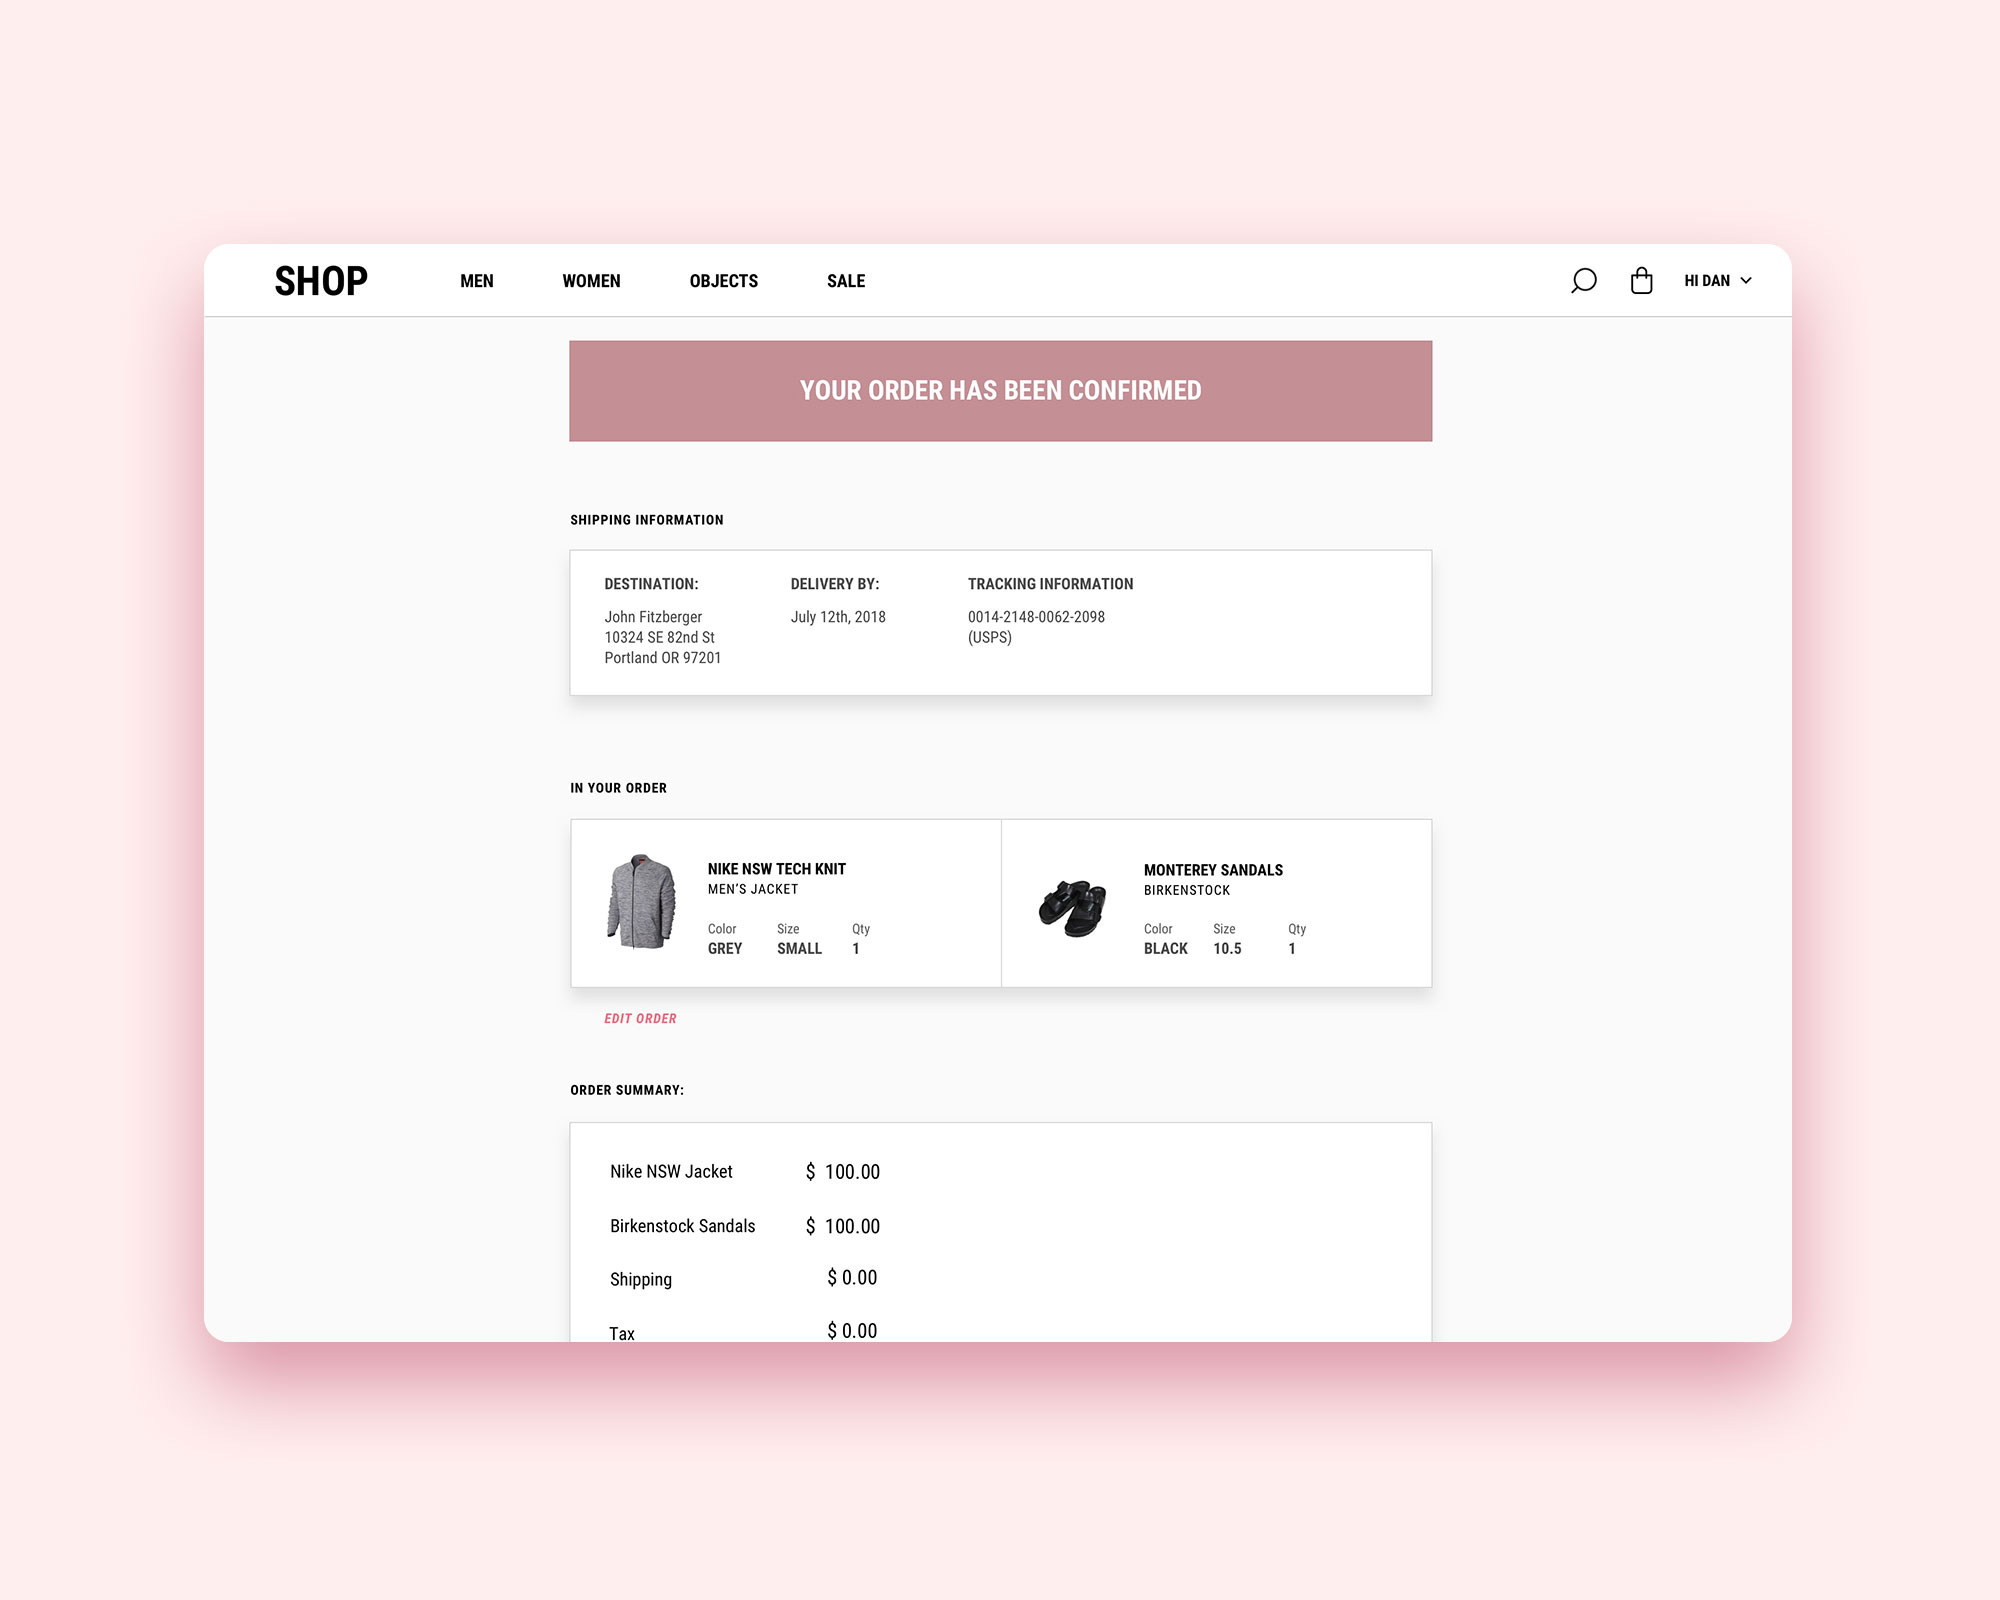 SHOP MEN WOMEN OBJECTS SALE HI DAN
YOUR ORDER HAS BEEN CONFIRMED
SHIPPING INFORMATION
DESTINATION: DELIVERY BY: TRACKING INFORMATION
John Fitzberger July 12th, 2018 0014-2148-0062-2098
10324 SE 82nd St (USPS)
Portland OR 97201
IN YOUR ORDER
NIKE NSW TECH KNIT
MEN'S JACKET
Color Size Qty
GREY SMALL 1
MONTEREY SANDALS
BIRKENSTOCK
Color Size Qty
BLACK 10.5 1
EDIT ORDER
ORDER SUMMARY:
Nike NSW Jacket $ 100.00
Birkenstock Sandals $ 100.00
Shipping $ 0.00
Tax $ 0.00